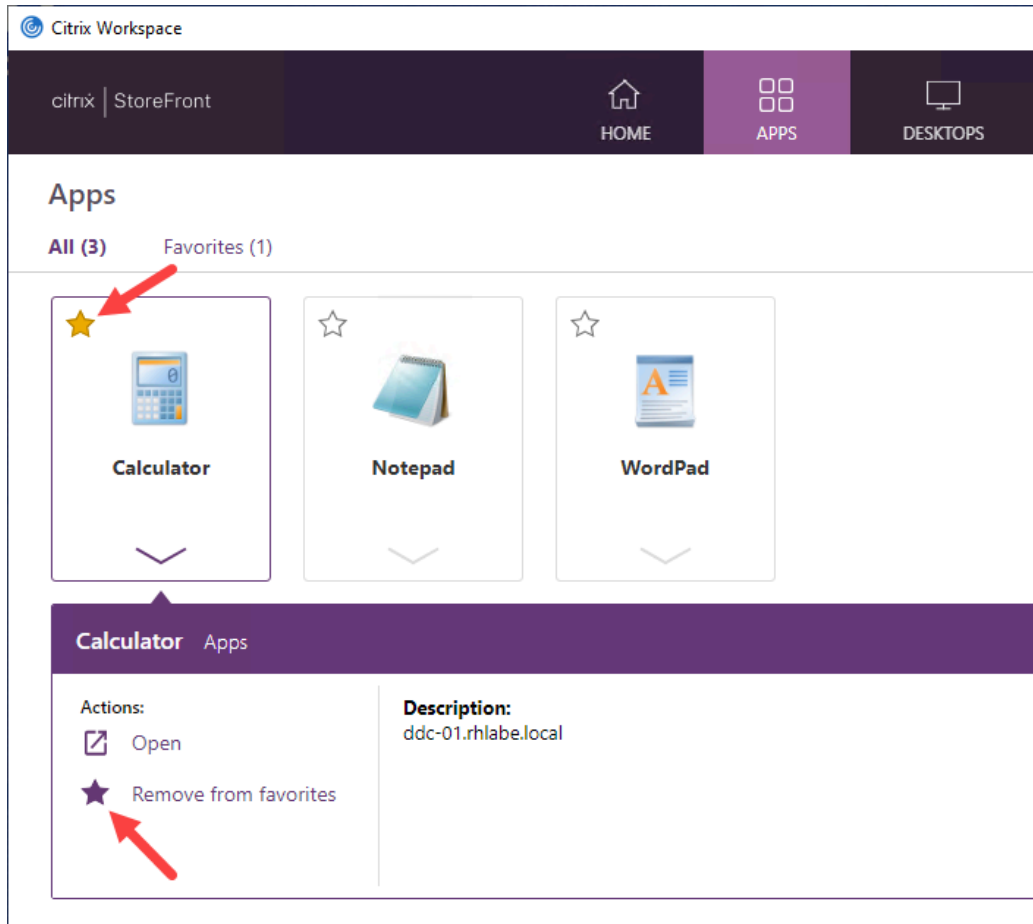 Citrix Workspace
citrix | StoreFront
HOME
APPS
DESKTOPS
Apps
All (3)
Favorites (1)
0
A
Calculator
Notepad
WordPad
Calculator Apps
Actions:
Open
Remove from favorites
Description:
ddc-01.rhlabe.local